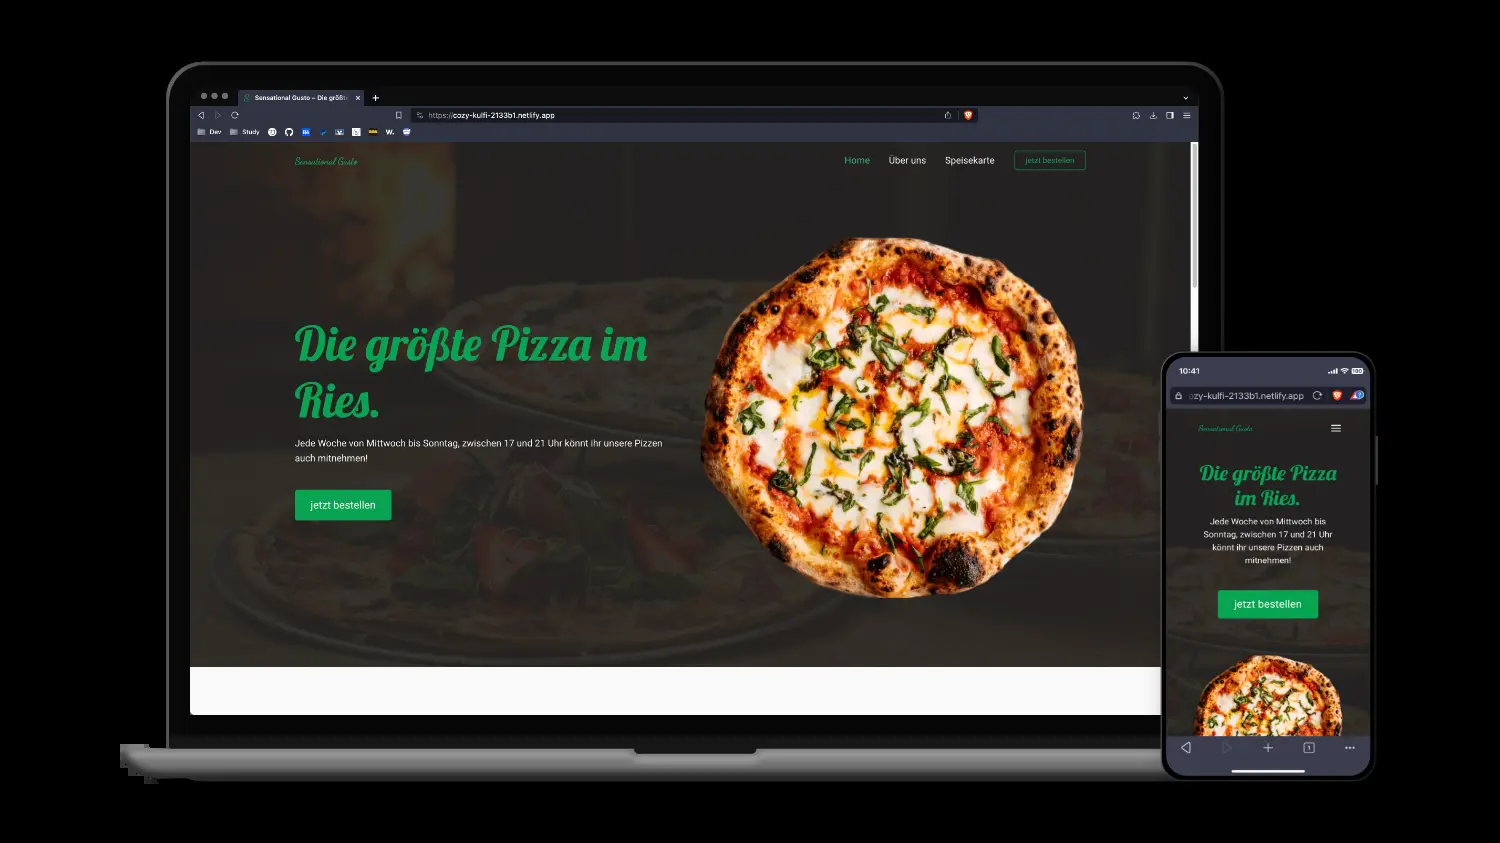 Sensational Gusto – Die größte
https://cozy-kulfi-2133b1.netlify.app
Dev
Study
W.
Sensational Gusto
Home
Über uns
Speisekarte
jetzt bestellen
Die größte Pizza im
Ries.
Jede Woche von Mittwoch bis Sonntag, zwischen 17 und 21 Uhr könnt ihr unsere Pizzen
auch mitnehmen!
jetzt bestellen
10:41
ozy-kulfi-2133b1.netlify.app
Sensational Gusto
Die größte Pizza
im Ries.
Jede Woche von Mittwoch bis
Sonntag, zwischen 17 und 21 Uhr
könnt ihr unsere Pizzen auch
mitnehmen!
jetzt bestellen
1